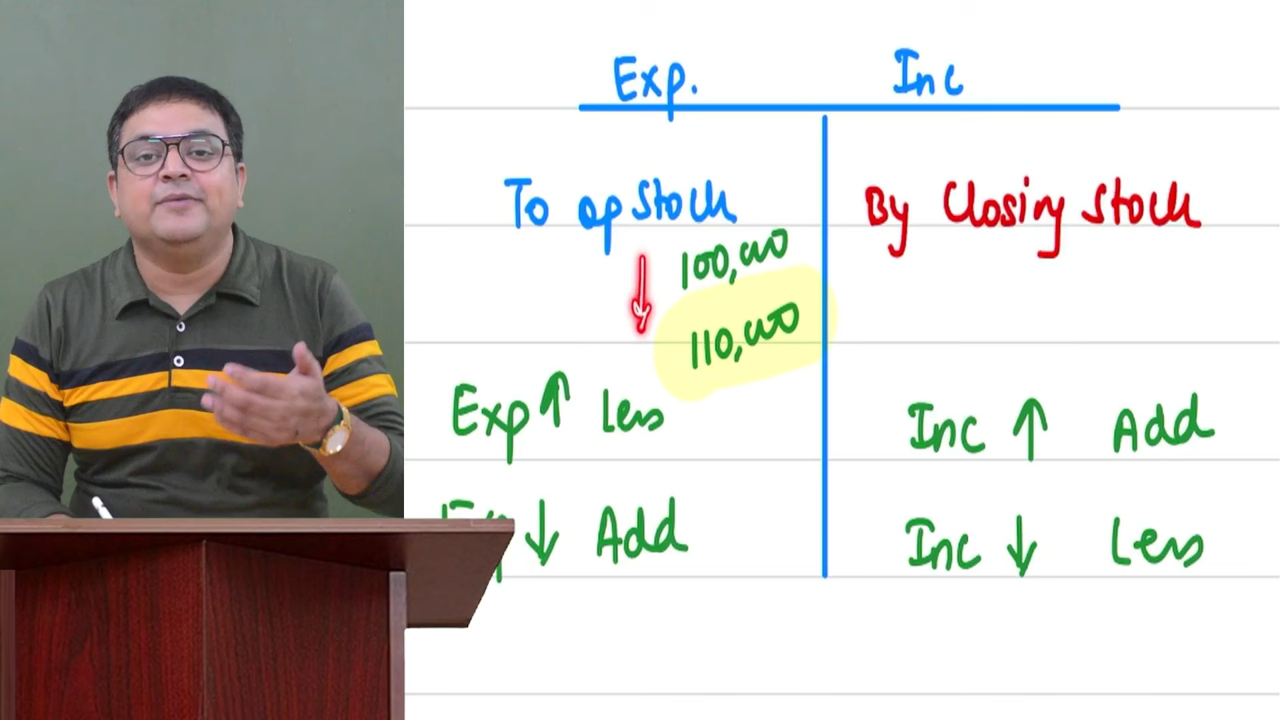 Exp. Inc
To op Stock By Closing Stock
100,000
110,000
Exp ↑ Less Inc ↑ Add
↓ Add Inc ↓ Less